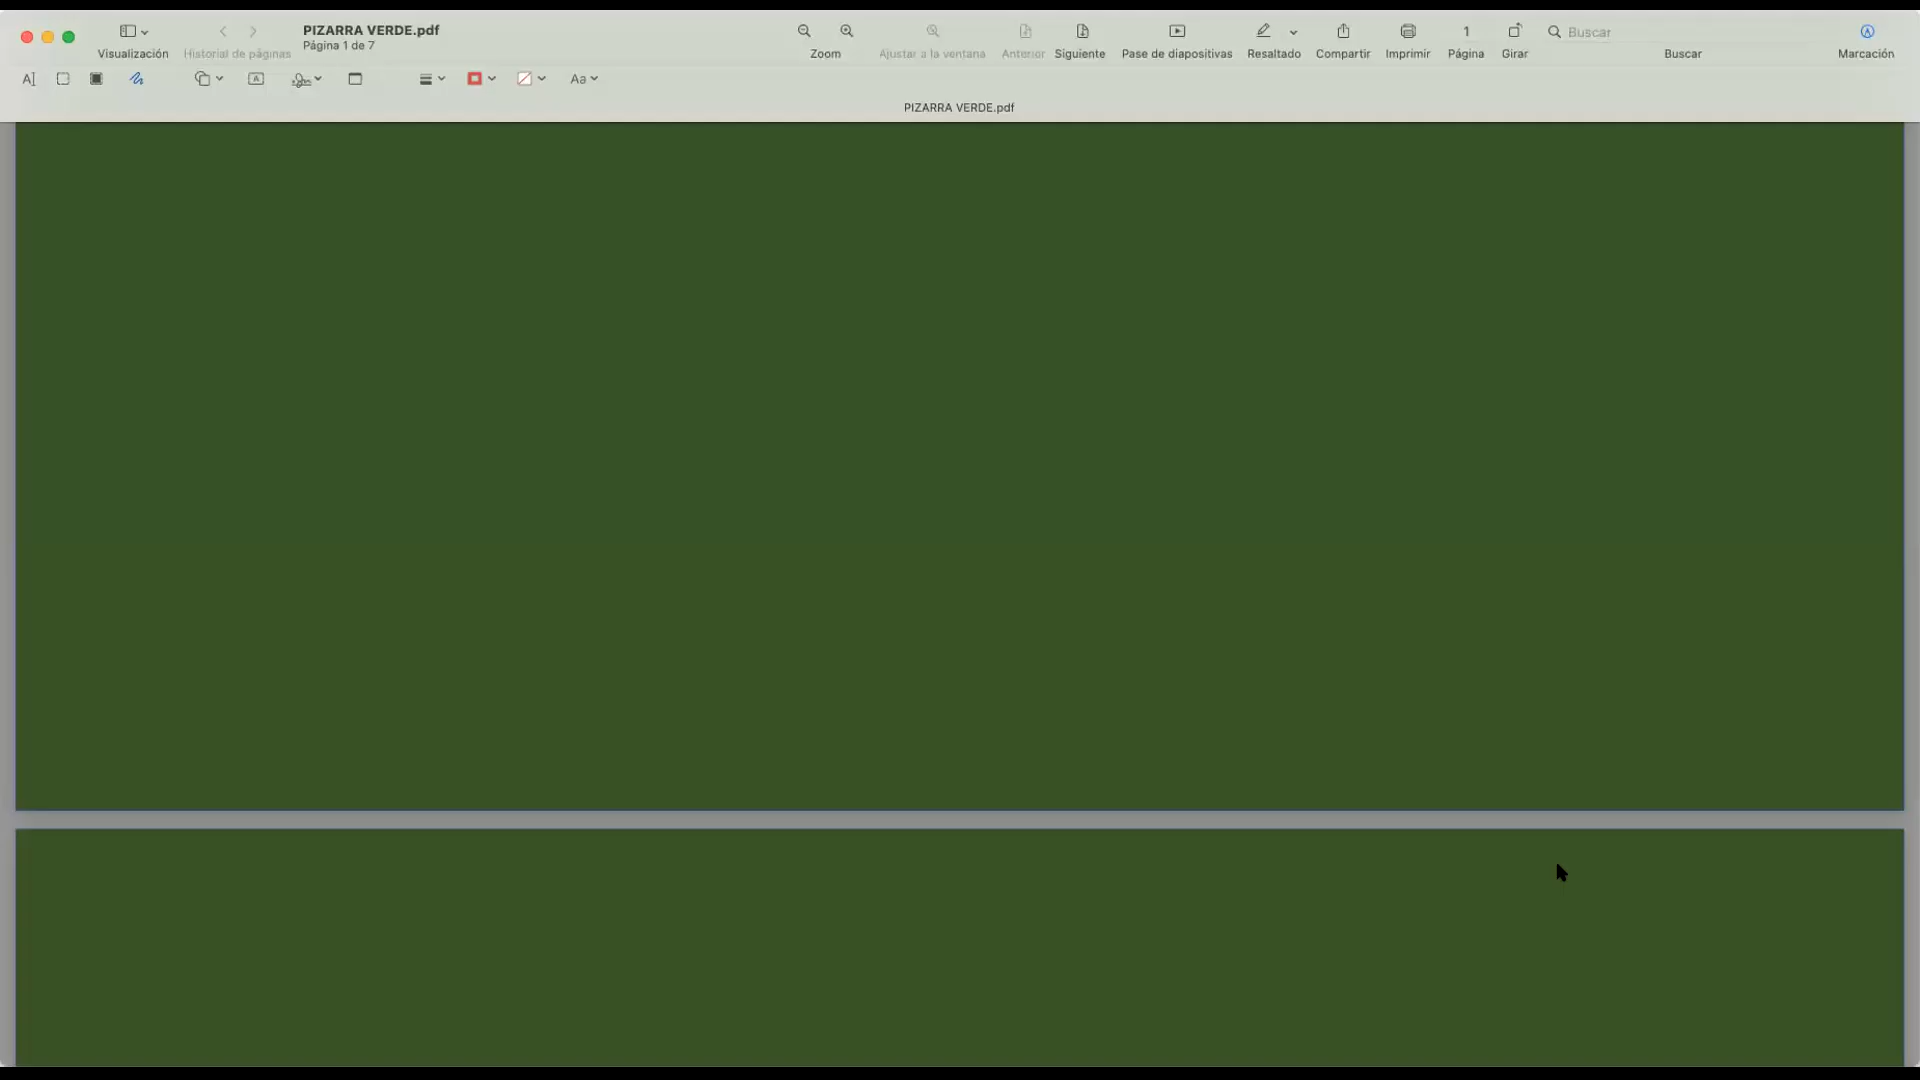 PIZARRA VERDE.pdf
Página 1 de 7
Visualización
Historial de páginas
Zoom
Ajustar a la ventana
Anterior
Siguiente
Pase de diapositivas
Resaltado
Compartir
Imprimir
1
Página
Girar
Buscar
Buscar
Marcación
A
A
Aa
PIZARRA VERDE.pdf